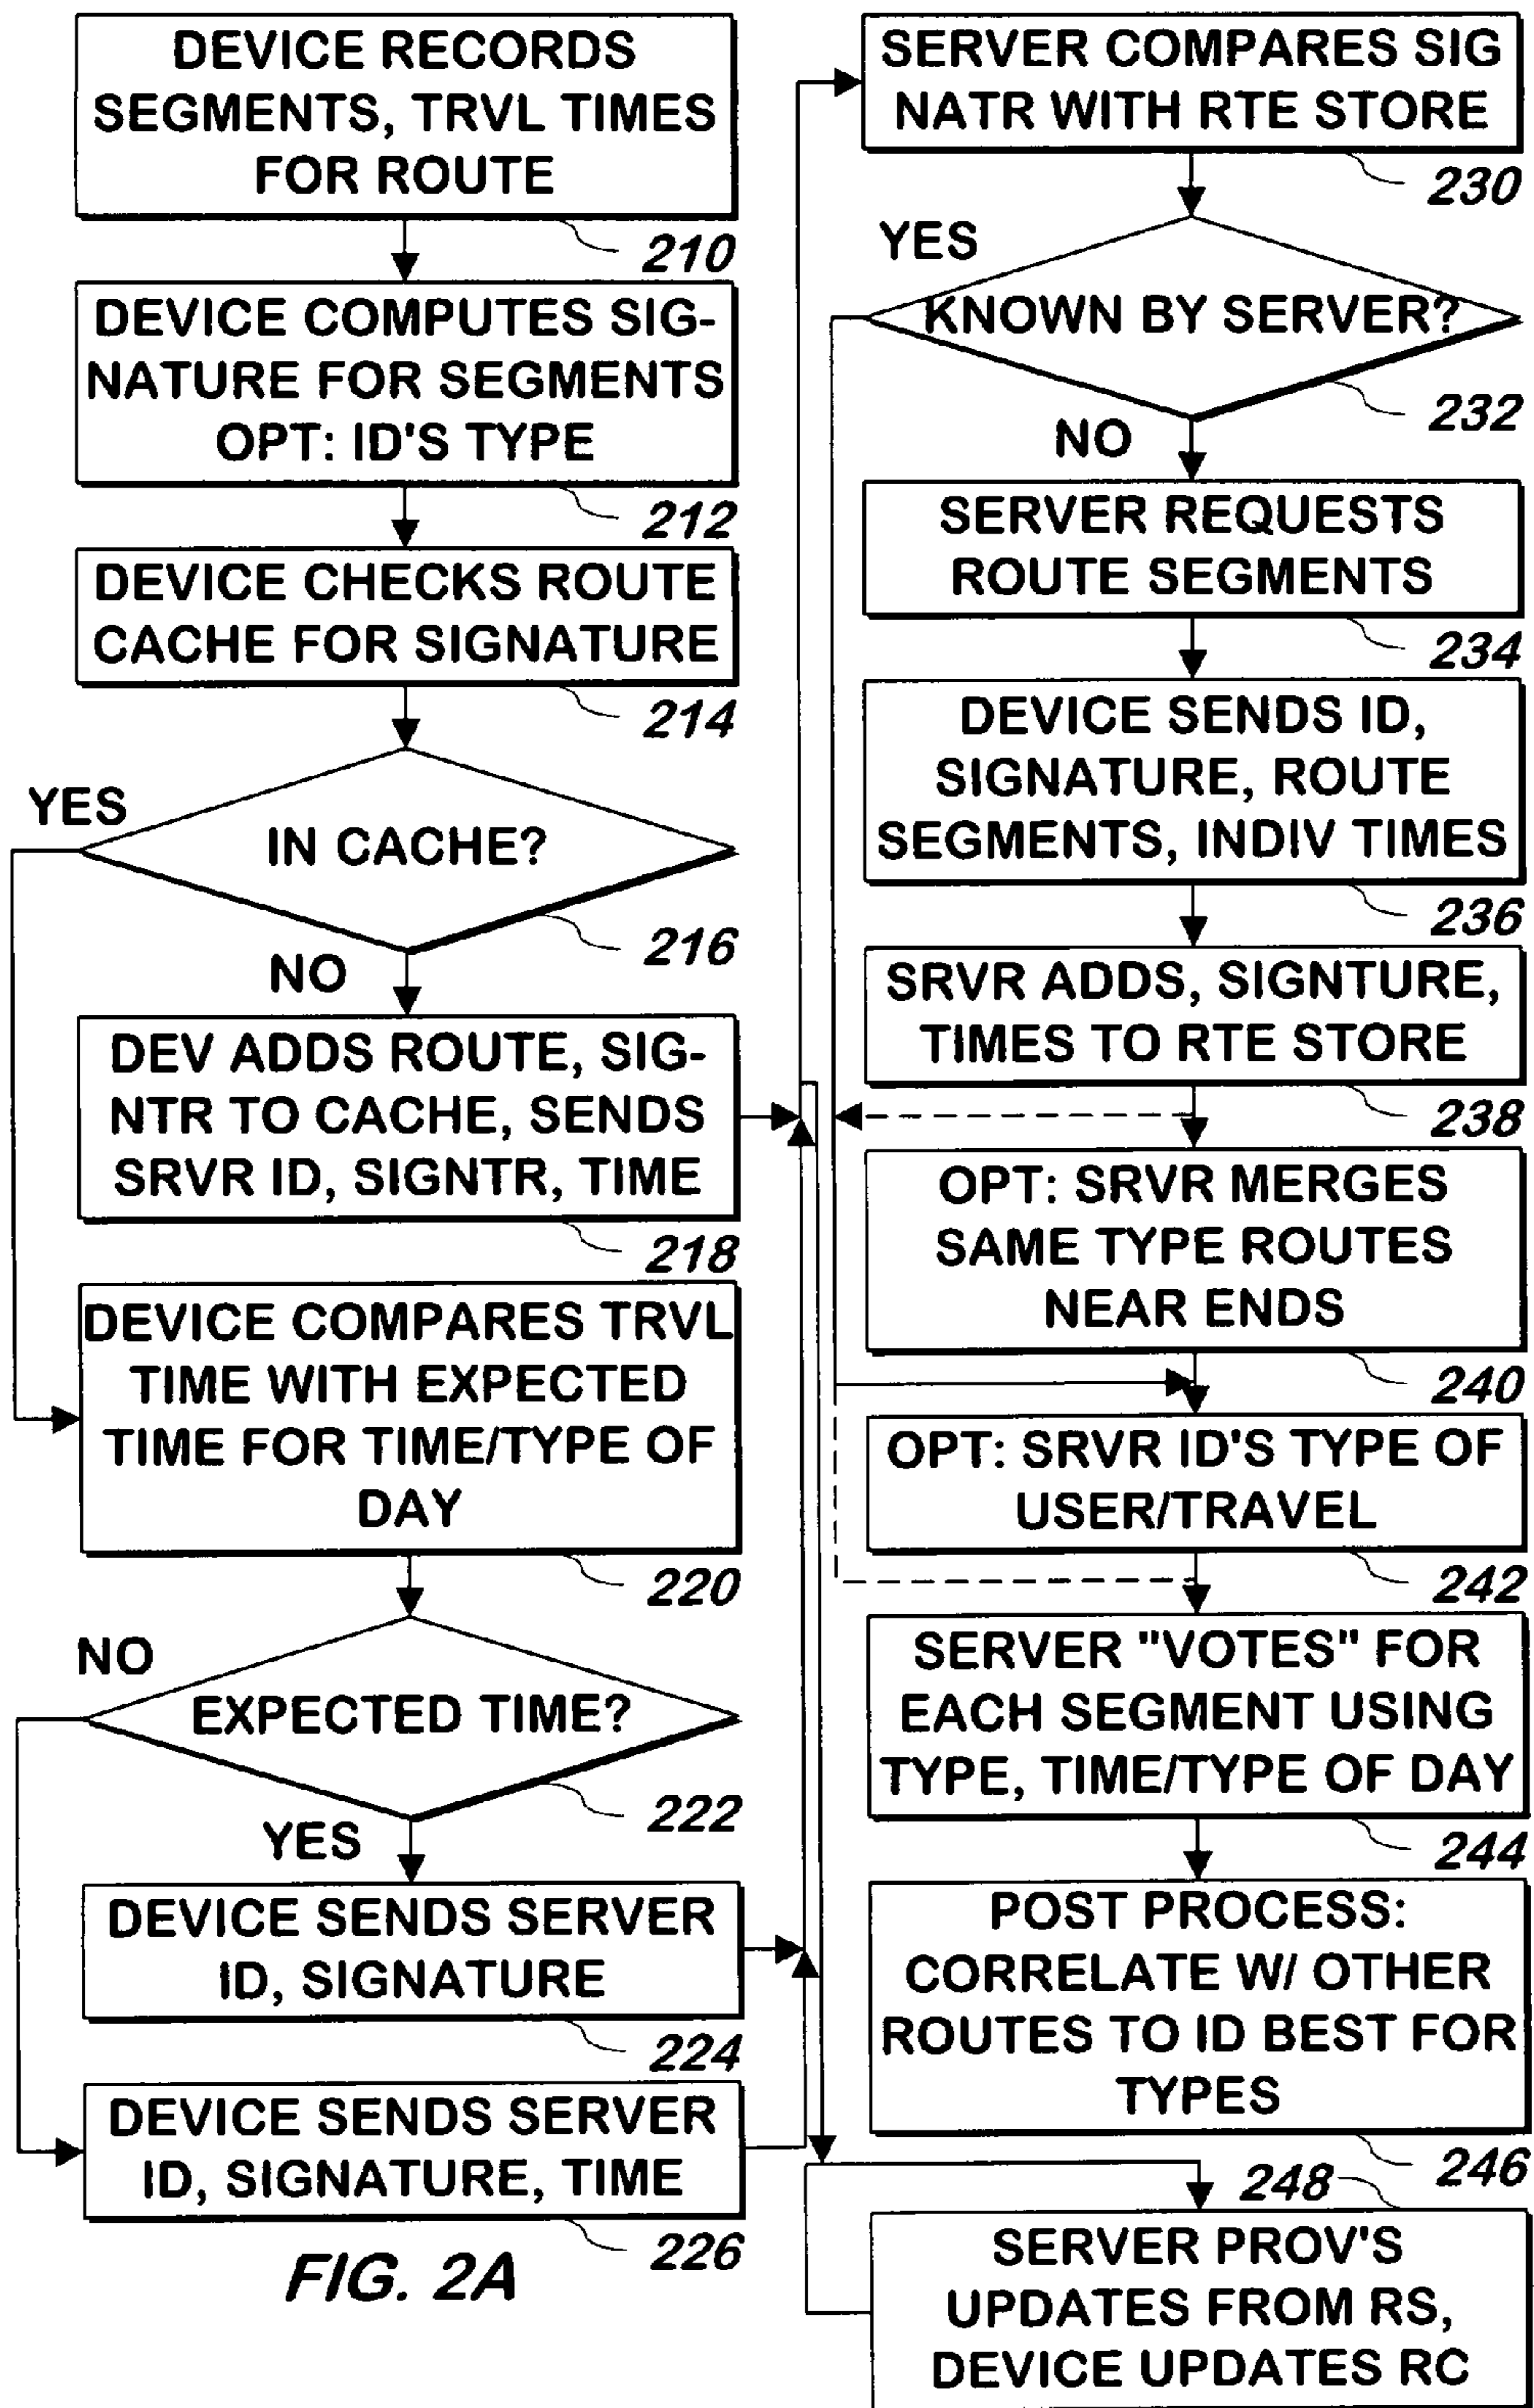 DEVICE RECORDS
SEGMENTS, TRVL TIMES
FOR ROUTE
210
DEVICE COMPUTES SIG-
NATURE FOR SEGMENTS
OPT: ID'S TYPE
212
DEVICE CHECKS ROUTE
CACHE FOR SIGNATURE
214
YES
IN CACHE?
216
NO
DEV ADDS ROUTE, SIG-
NTR TO CACHE, SENDS
SRVR ID, SIGNTR, TIME
218
DEVICE COMPARES TRVL
TIME WITH EXPECTED
TIME FOR TIME/TYPE OF
DAY
220
NO
EXPECTED TIME?
222
YES
DEVICE SENDS SERVER
ID, SIGNATURE
224
DEVICE SENDS SERVER
ID, SIGNATURE, TIME
226
FIG. 2A
SERVER COMPARES SIG
NATR WITH RTE STORE
230
YES
KNOWN BY SERVER?
232
NO
SERVER REQUESTS
ROUTE SEGMENTS
234
DEVICE SENDS ID,
SIGNATURE, ROUTE
SEGMENTS, INDIV TIMES
236
SRVR ADDS, SIGNTURE,
TIMES TO RTE STORE
238
OPT: SRVR MERGES
SAME TYPE ROUTES
NEAR ENDS
240
OPT: SRVR ID'S TYPE OF
USER/TRAVEL
242
SERVER "VOTES" FOR
EACH SEGMENT USING
TYPE, TIME/TYPE OF DAY
244
POST PROCESS:
CORRELATE W/ OTHER
ROUTES TO ID BEST FOR
TYPES
246
248
SERVER PROV'S
UPDATES FROM RS,
DEVICE UPDATES RC